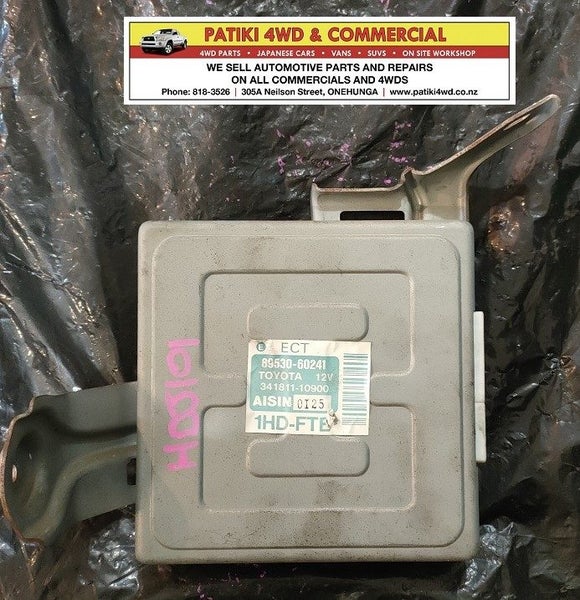 PATIKI 4WD & COMMERCIAL
4WD PARTS • JAPANESE CARS • VANS • SUVS • ON SITE WORKSHOP
WE SELL AUTOMOTIVE PARTS AND REPAIRS
ON ALL COMMERCIALS AND 4WDS
Phone: 818-3526 | 305A Neilson Street, ONEHUNGA | www.patiki4wd.co.nz
E ECT
89530-60241
TOYOTA 12V
341811-10900
AISIN 0I25
1HD-FTE